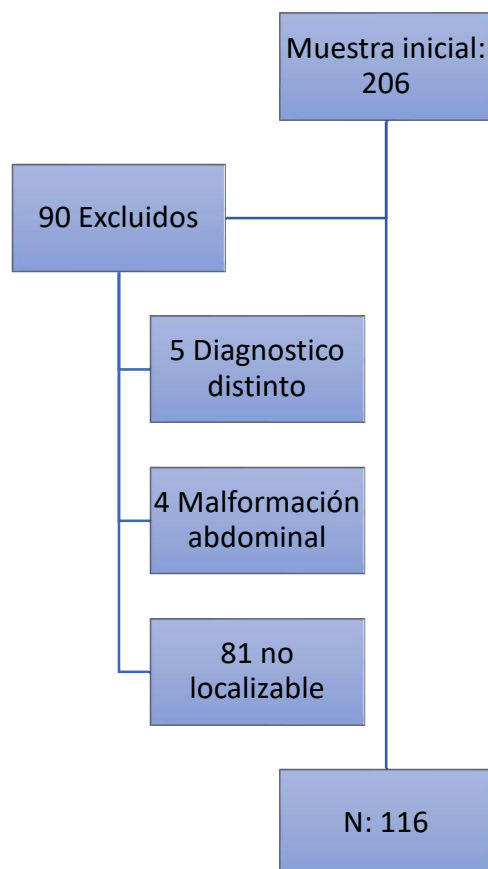 Muestra inicial:
206
90 Excluidos
5 Diagnostico
distinto
4 Malformación
abdominal
81 no
localizable
N: 116